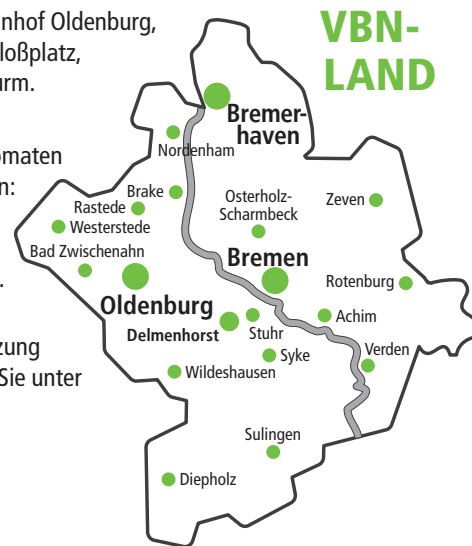 nhof Oldenburg,
loßplatz,
urm.
omaten
n:
.
zung
Sie unter
VBN-
LAND
Bremer-
haven
Nordenham
Brake
Rastede
Westerstede
Bad Zwischenahn
Oldenburg
Delmenhorst
Osterholz-
Scharmbeck
Zeven
Bremen
Rotenburg
Stuhr
Achim
Syke
Verden
Wildeshausen
Sulingen
Diepholz